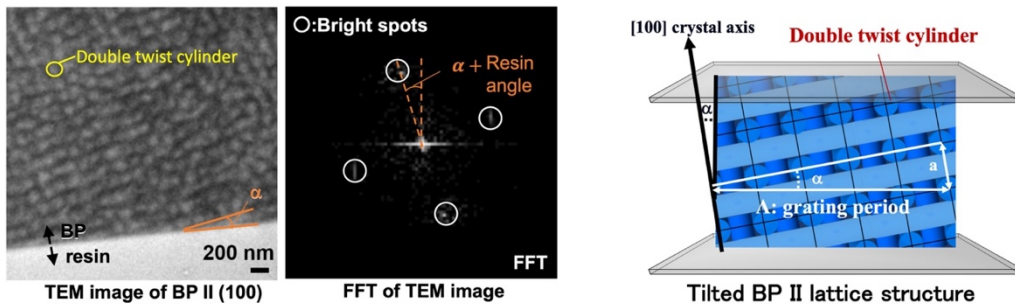 Double twist cylinder
α
BP
resin
200 nm
TEM image of BP II (100)
○:Bright spots
α + Resin
angle
FFT
FFT of TEM image
[100] crystal axis
Double twist cylinder
α
a
α
Λ: grating period
Tilted BP II lattice structure